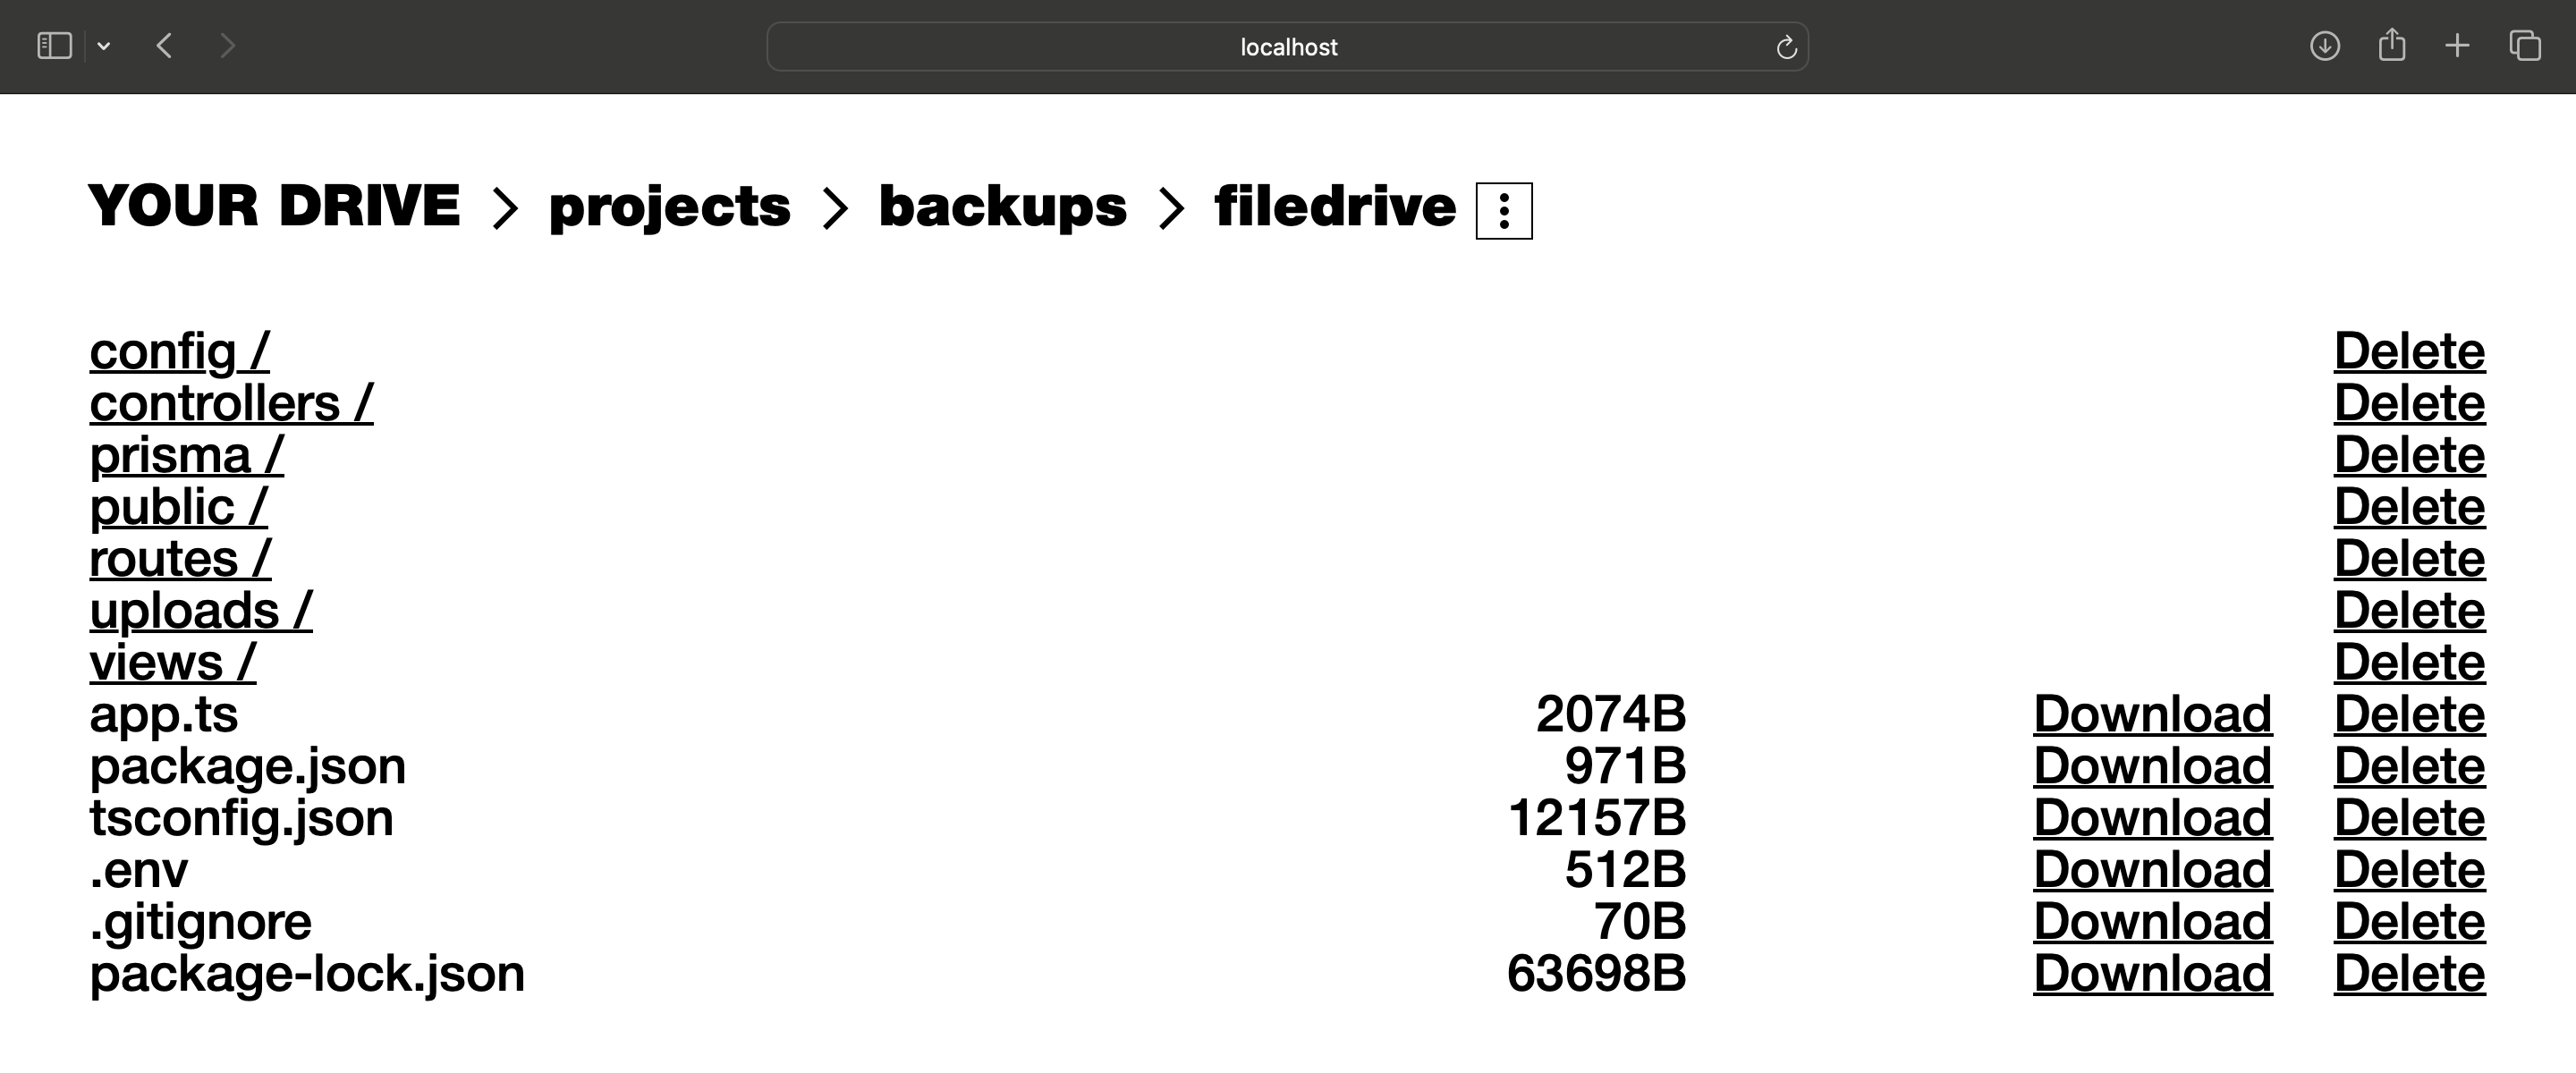 localhost
YOUR DRIVE > projects > backups > filedrive
config / Delete
controllers / Delete
prisma / Delete
public / Delete
routes / Delete
uploads / Delete
views / Delete
app.ts 2074B Download Delete
package.json 971B Download Delete
tsconfig.json 12157B Download Delete
.env 512B Download Delete
.gitignore 70B Download Delete
package-lock.json 63698B Download Delete